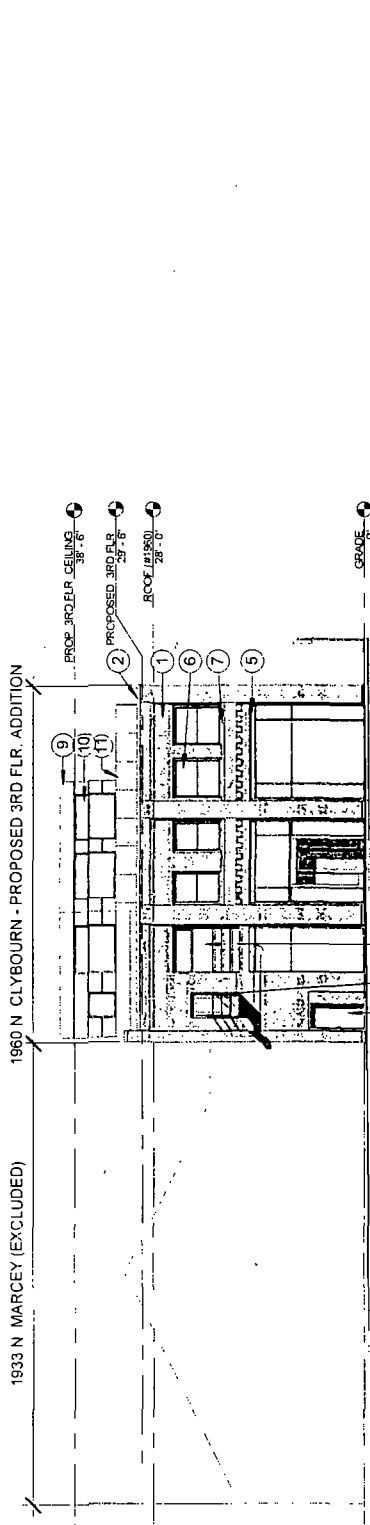 1933 N MARCEY (EXCLUDED)
1960 N CLYBOURN - PROPOSED 3RD FLR. ADDITION
9
10
11
2
1
6
7
5
PROP. 3RD FLR CEILING
38' - 6"
PROPOSED 3RD FLR
29' - 6"
ROOF (#1960)
28' - 0"
GRADE